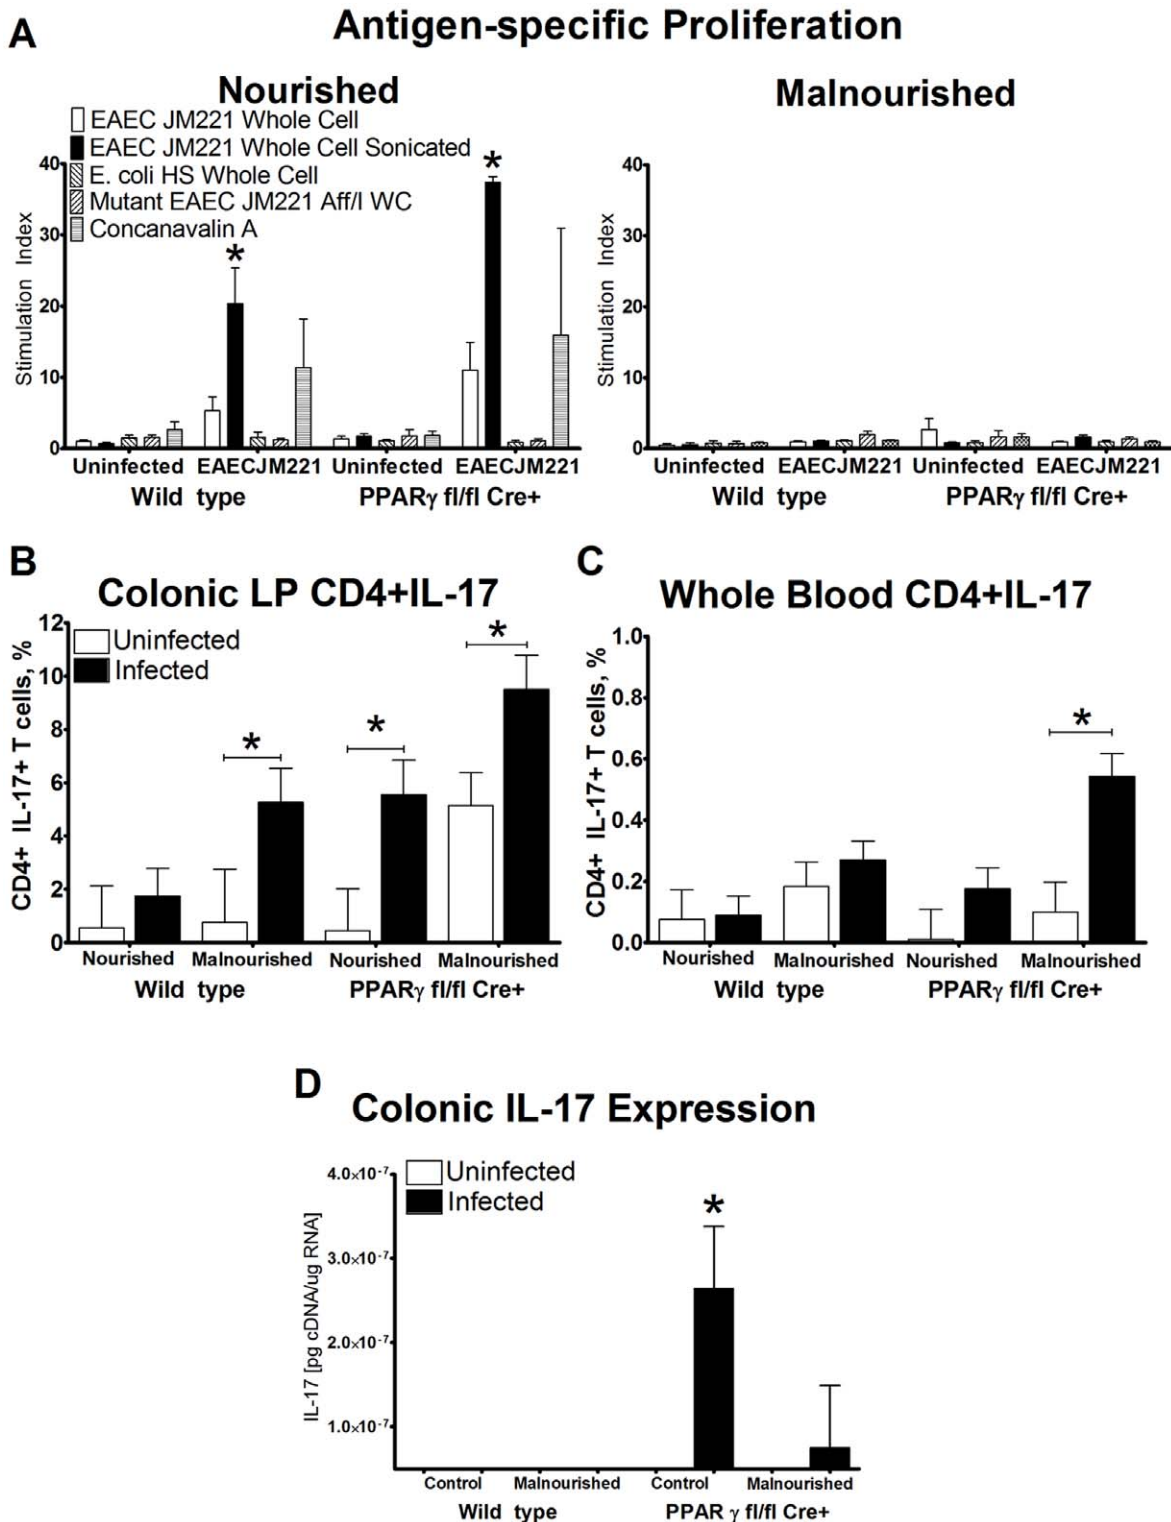 A
Antigen-specific Proliferation
Nourished
EAEC JM221 Whole Cell
EAEC JM221 Whole Cell Sonicated
E. coli HS Whole Cell
Mutant EAEC JM221 Aff/I WC
Concanavalin A
Stimulation Index
40
30
20
10
0
*
*
Uninfected EAECJM221 Uninfected EAECJM221
Wild type PPARγ fl/fl Cre+
Malnourished
Stimulation Index
40
30
20
10
0
Uninfected EAECJM221 Uninfected EAECJM221
Wild type PPARγ fl/fl Cre+
B
Colonic LP CD4+IL-17
Uninfected
Infected
CD4+ IL-17+ T cells, %
12
10
8
6
4
2
0
* * *
Nourished Malnourished Nourished Malnourished
Wild type PPARγ fl/fl Cre+
C
Whole Blood CD4+IL-17
CD4+ IL-17+ T cells, %
1.0
0.8
0.6
0.4
0.2
0.0
*
Nourished Malnourished Nourished Malnourished
Wild type PPARγ fl/fl Cre+
D
Colonic IL-17 Expression
Uninfected
Infected
IL-17 [pg cDNA/ug RNA]
4.0×10⁻⁷
3.0×10⁻⁷
2.0×10⁻⁷
1.0×10⁻⁷
*
Control Malnourished Control Malnourished
Wild type PPAR γ fl/fl Cre+